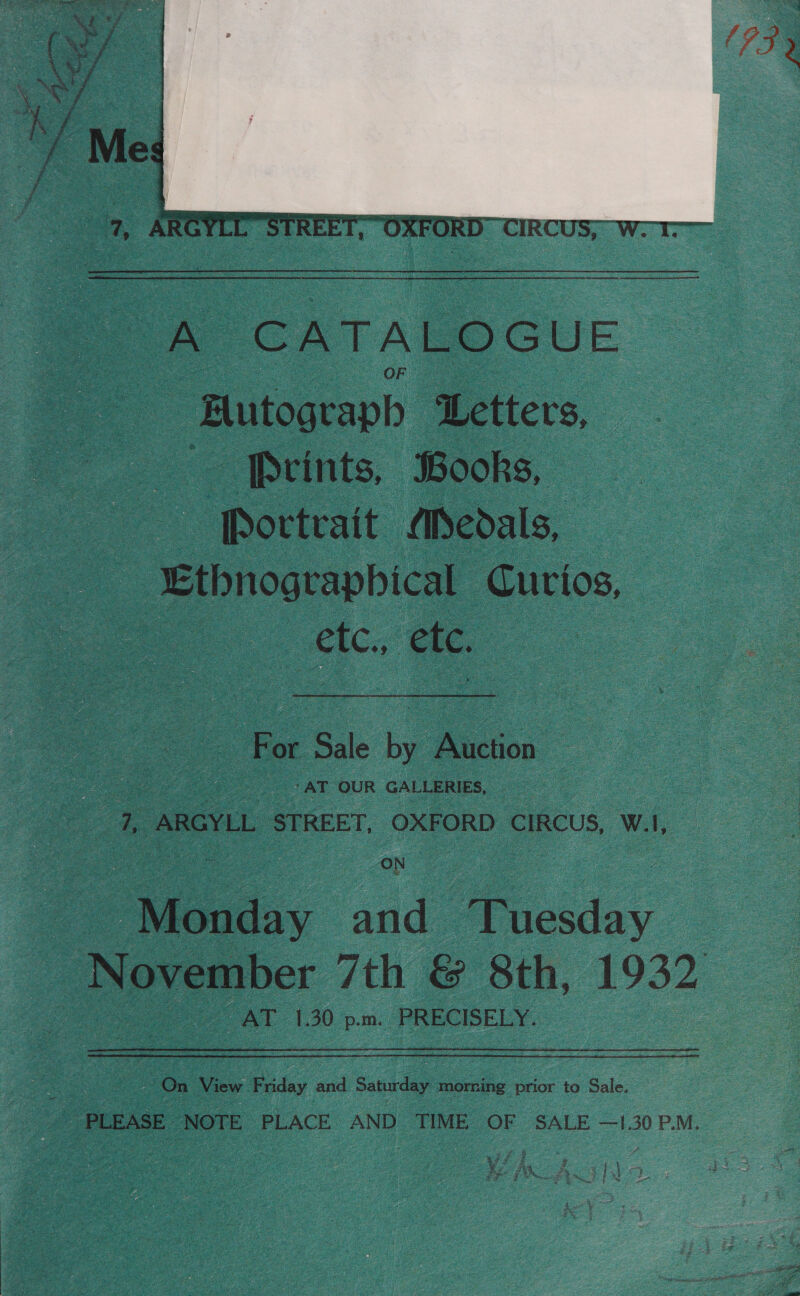 1932
Mes
7, ARGYLL STREET, OXFORD CIRCUS, W. 1.
A CATALOGUE
OF
Autograph Letters,
Prints, Books,
Portrait Medals,
Ethnographical Curios,
etc., etc.
For Sale by Auction
AT OUR GALLERIES,
7, ARGYLL STREET, OXFORD CIRCUS, W.1,
ON
Monday and Tuesday
November 7th & 8th, 1932
AT 1.30 p.m. PRECISELY.
On View Friday and Saturday morning prior to Sale.
PLEASE NOTE PLACE AND TIME OF SALE —1.30 P.M.